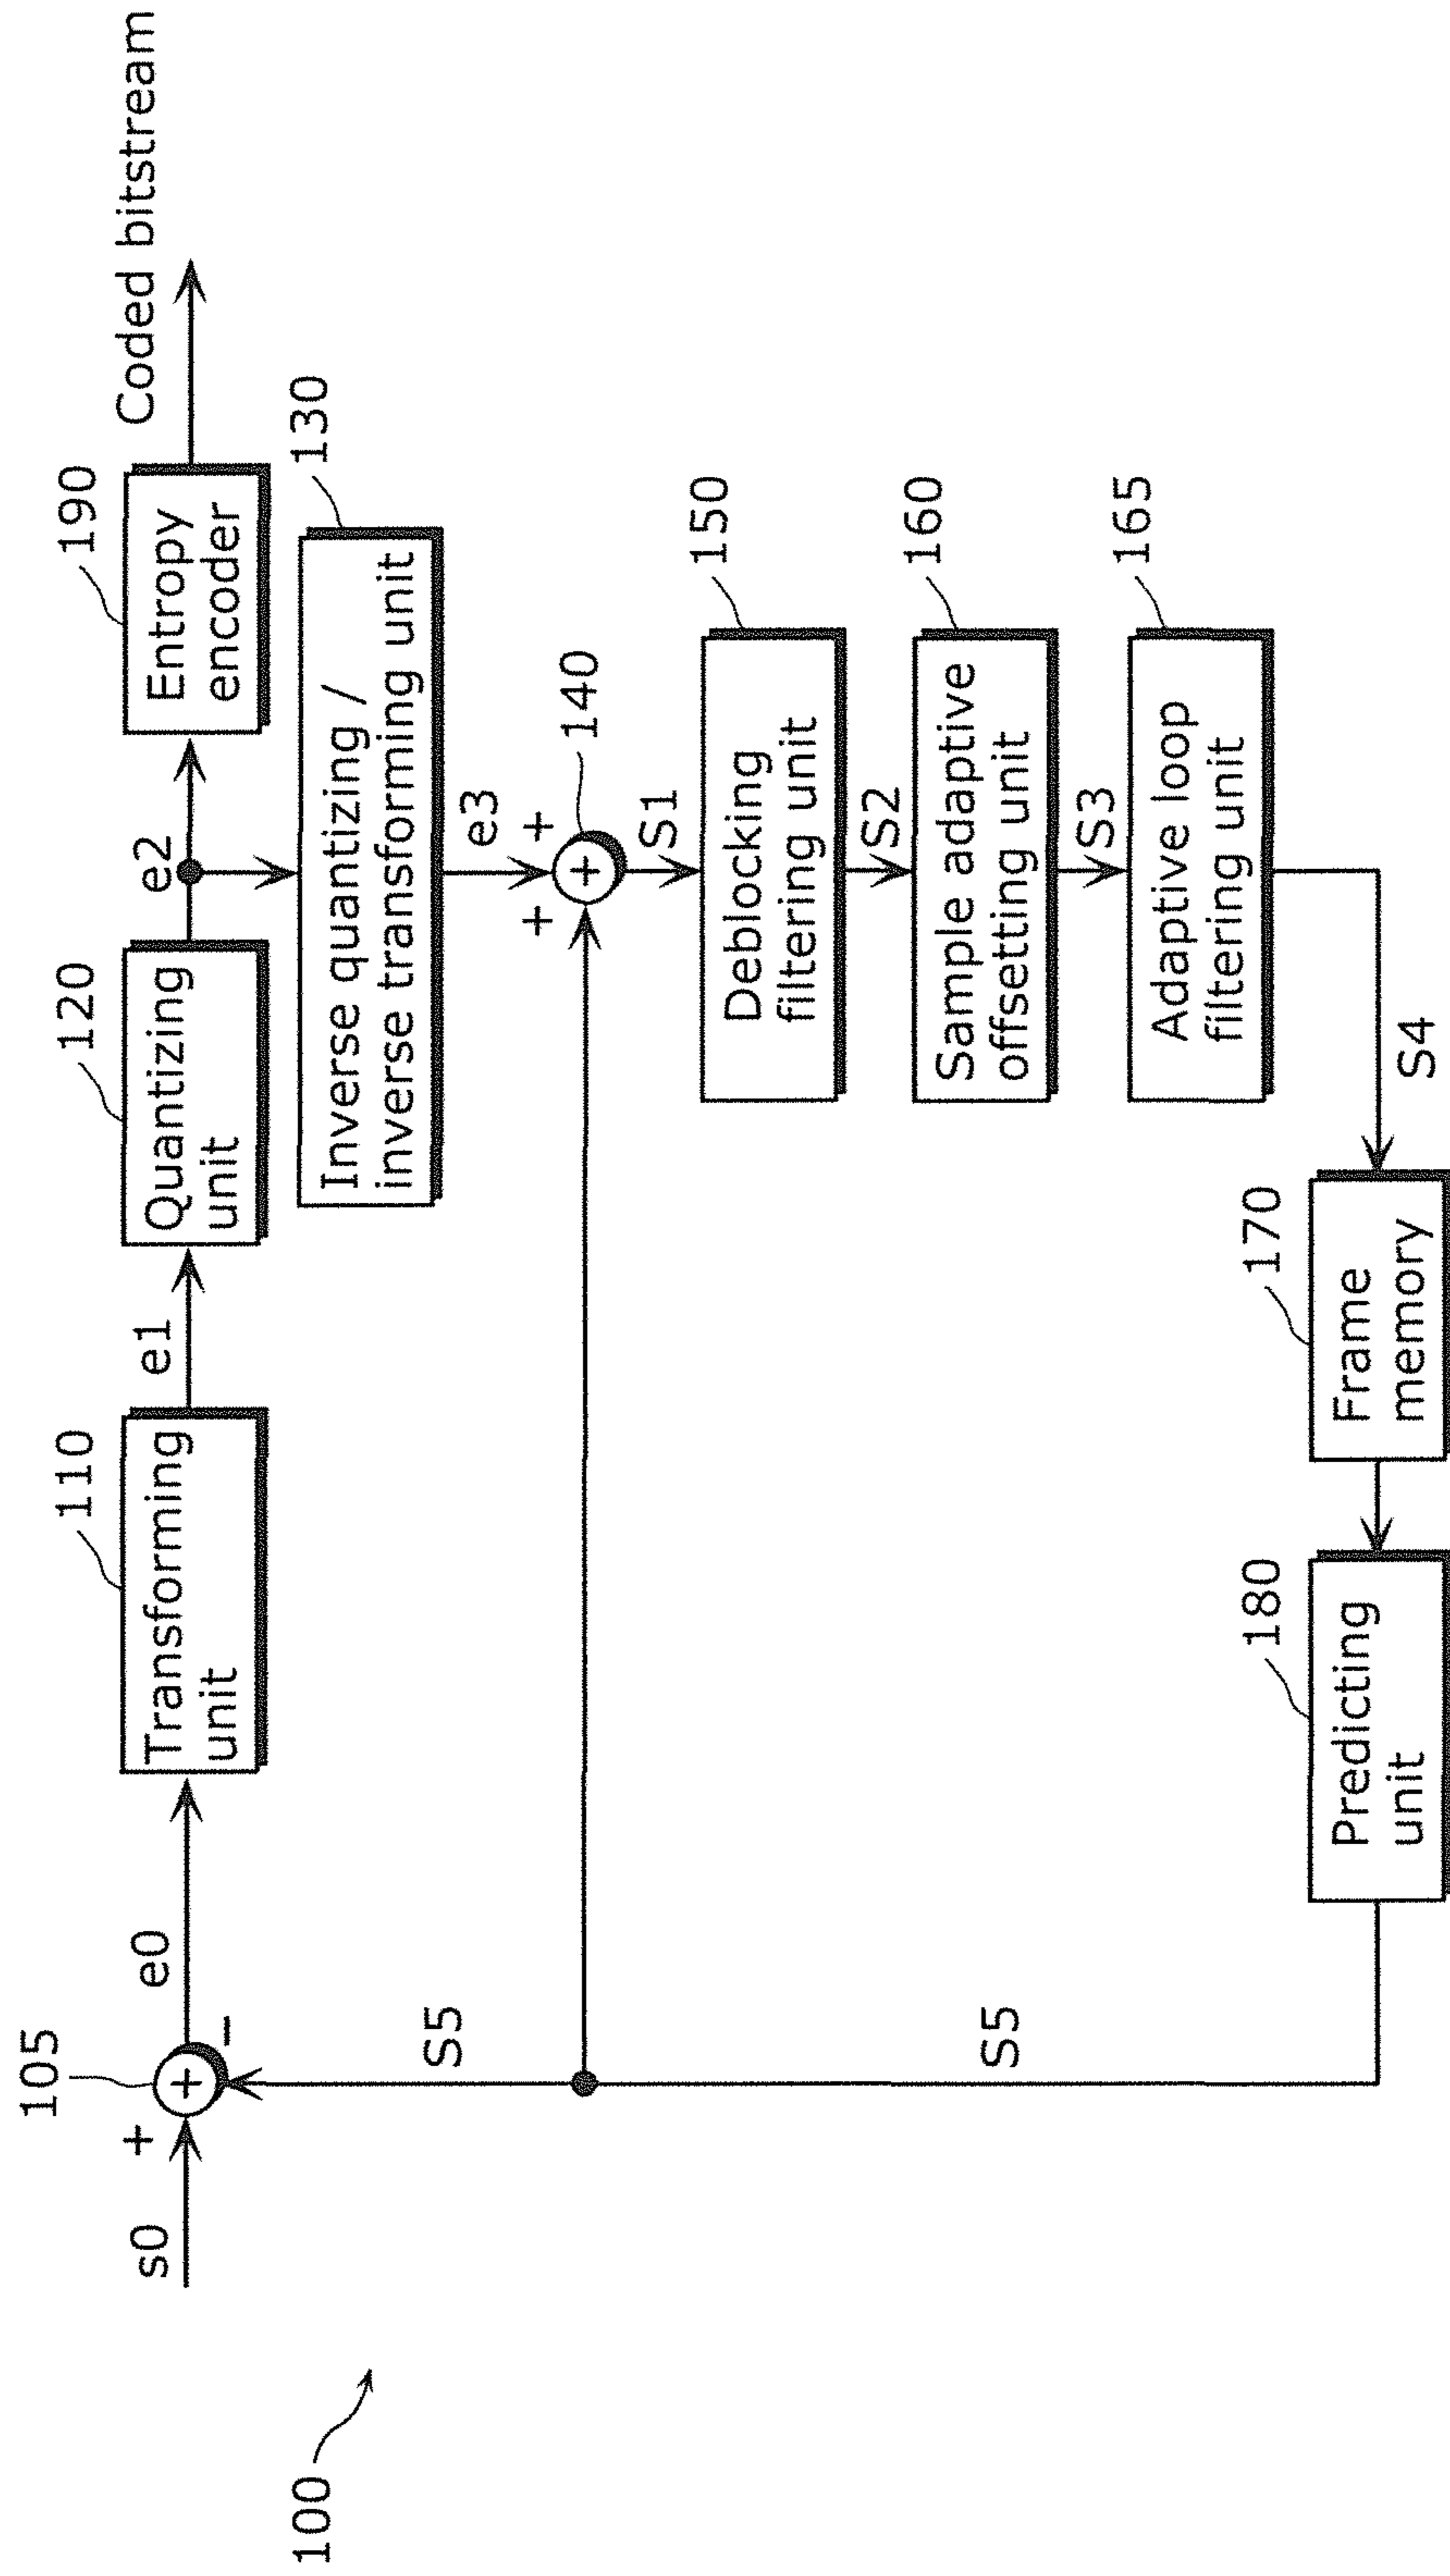 100
s0
+
105
+
−
e0
110
Transforming
unit
e1
120
Quantizing
unit
e2
190
Entropy
encoder
Coded bitstream
130
Inverse quantizing /
inverse transforming unit
e3
S5
+
+
+
140
S1
150
Deblocking
filtering unit
S2
160
Sample adaptive
offsetting unit
S3
165
Adaptive loop
filtering unit
S4
170
Frame
memory
180
Predicting
unit
S5